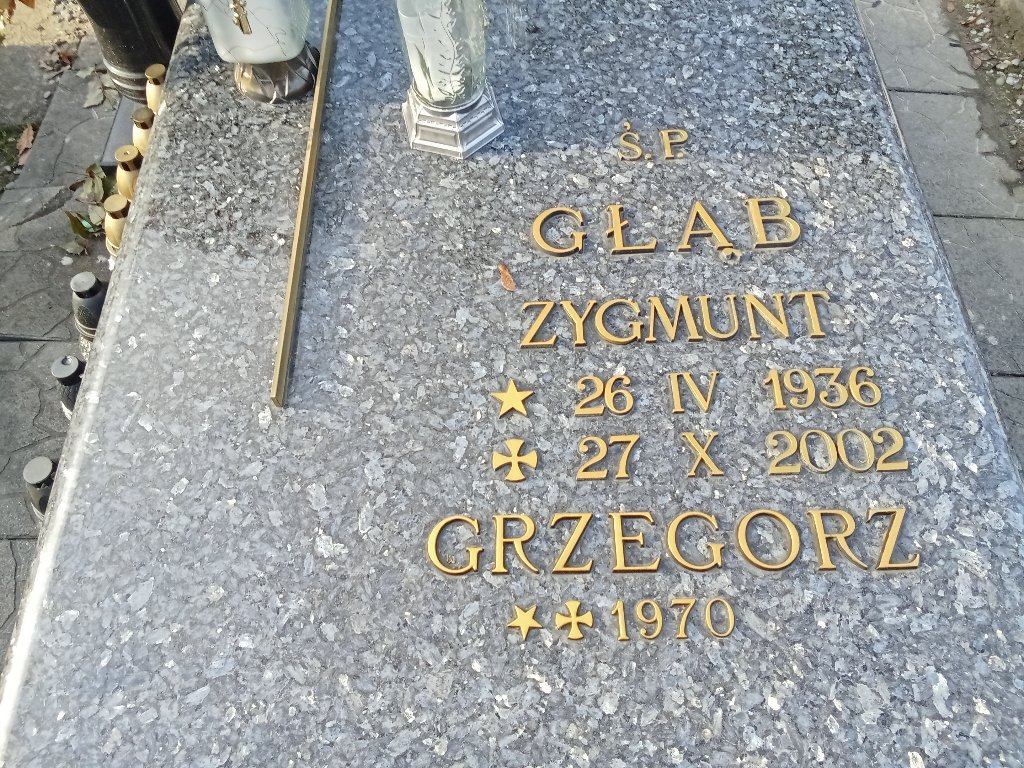 Ś.P.
GŁĄB
ZYGMUNT
★ 26 IV 1936
✠ 27 X 2002
GRZEGORZ
★ ✠ 1970